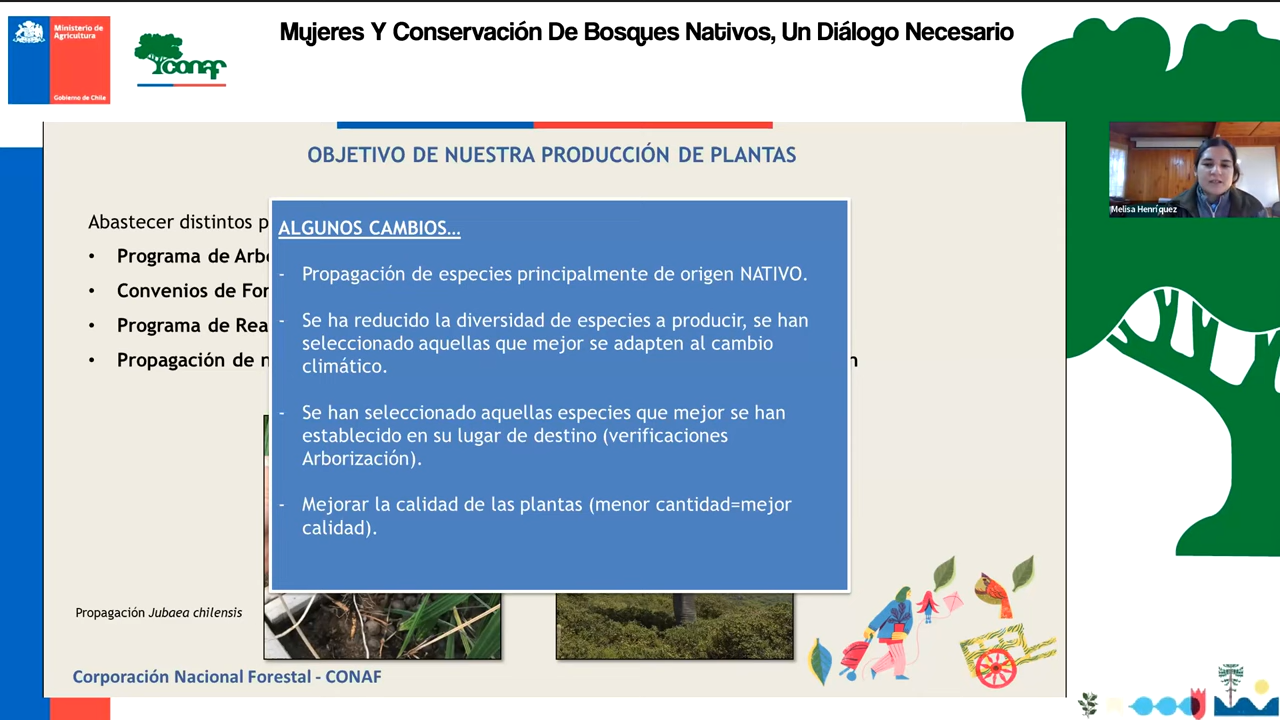 Mujeres Y Conservación De Bosques Nativos, Un Diálogo Necesario
Ministerio de
Agricultura
Gobierno de Chile
conaf
OBJETIVO DE NUESTRA PRODUCCIÓN DE PLANTAS
Melisa Henríquez
Abastecer distintos p
• Programa de Arb
• Convenios de For
• Programa de Rea
• Propagación de n
ALGUNOS CAMBIOS…
- Propagación de especies principalmente de origen NATIVO.
- Se ha reducido la diversidad de especies a producir, se han
seleccionado aquellas que mejor se adapten al cambio
climático.
- Se han seleccionado aquellas especies que mejor se han
establecido en su lugar de destino (verificaciones
Arborización).
- Mejorar la calidad de las plantas (menor cantidad=mejor
calidad).
n
Propagación Jubaea chilensis
Corporación Nacional Forestal - CONAF